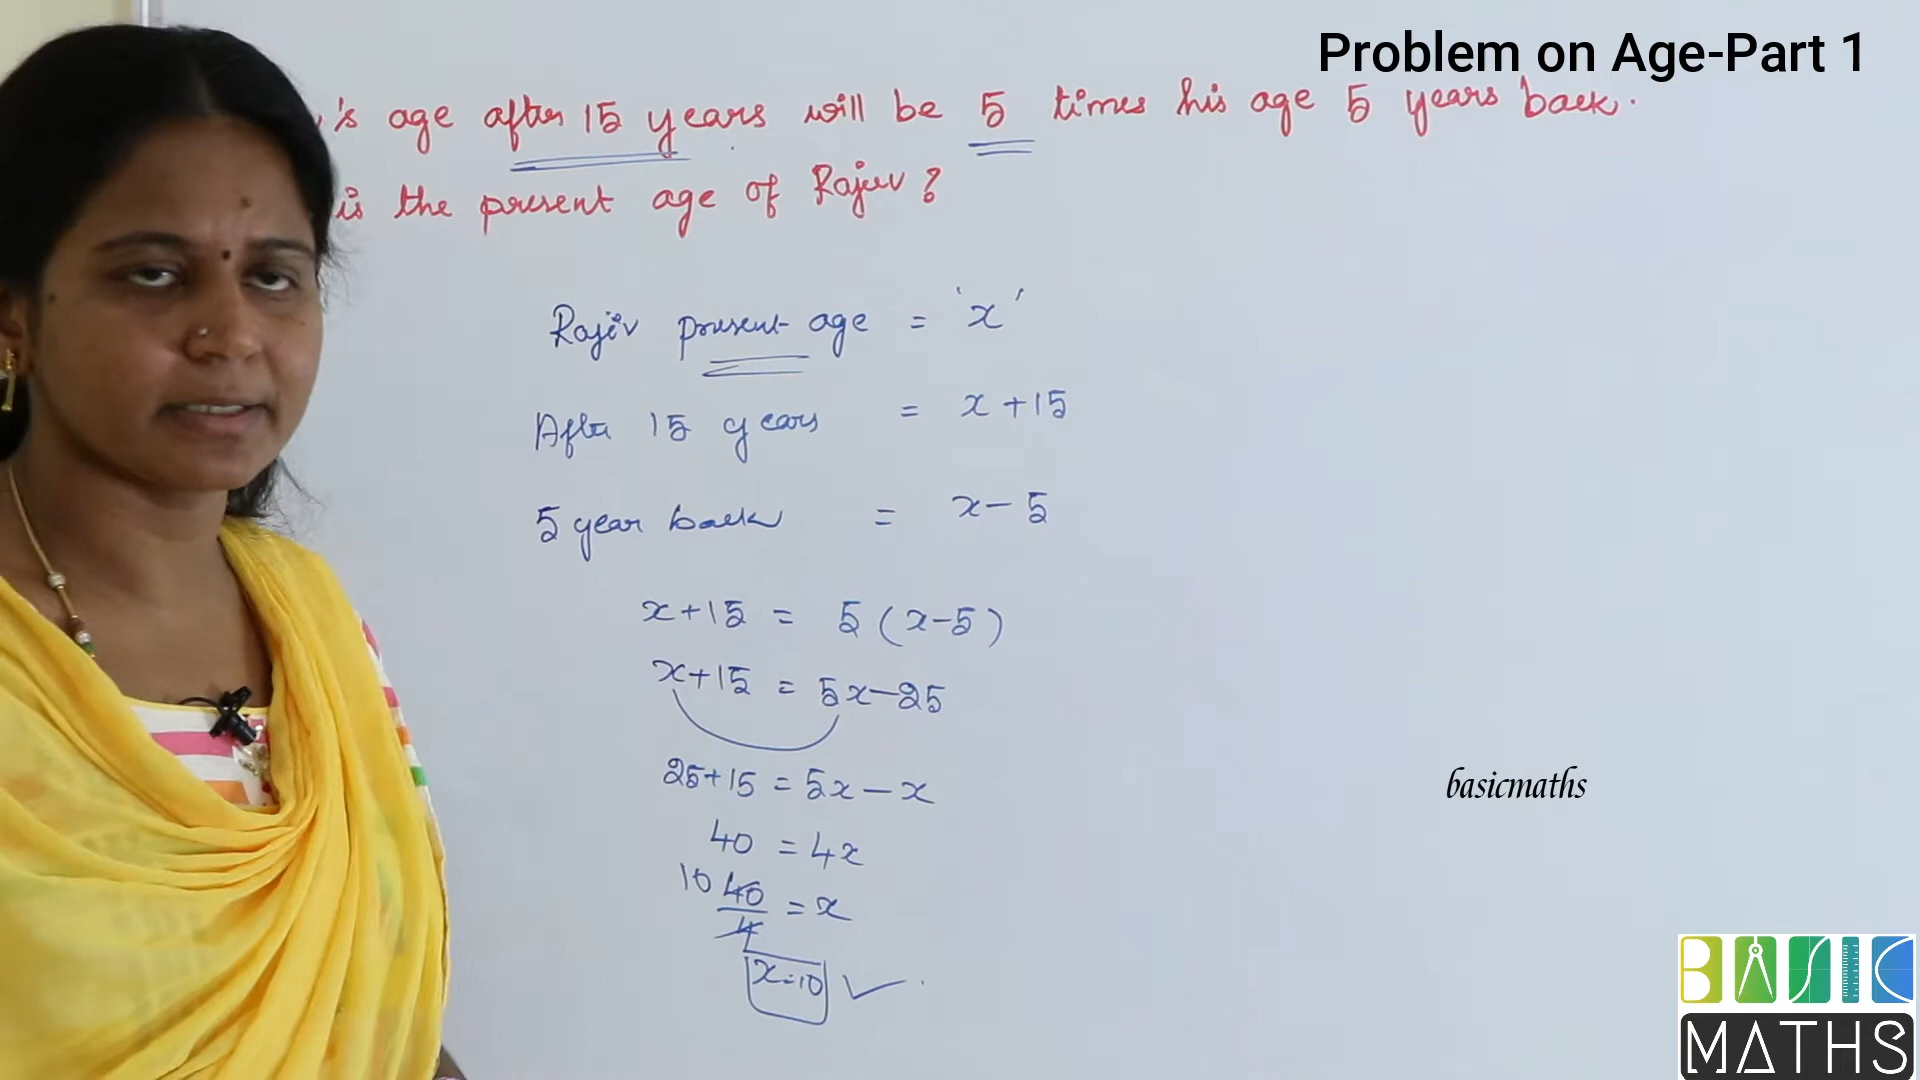 Problem on Age-Part 1
's age after 15 years will be 5 times his age 5 years back.
is the present age of Rajiv?
Rajiv present age = 'x'
After 15 years = x+15
5 year back = x-5
x+15 = 5(x-5)
x+15 = 5x-25
25+15 = 5x-x
40 = 4x
10 40/4 = x
x=10 ✓
basicmaths
BASIC
MATHS